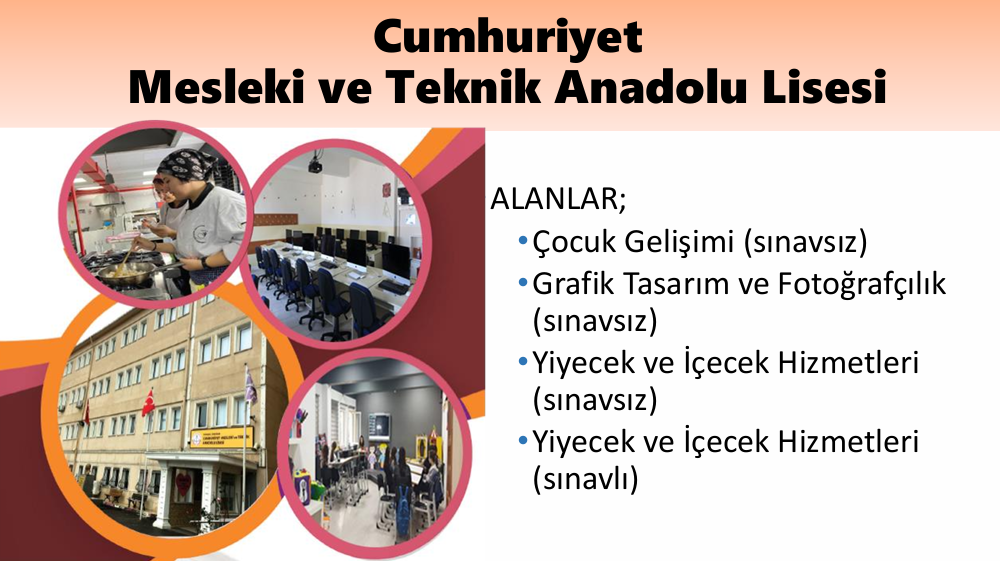 Cumhuriyet
Mesleki ve Teknik Anadolu Lisesi
ALANLAR;
•Çocuk Gelişimi (sınavsız)
•Grafik Tasarım ve Fotoğrafçılık
(sınavsız)
•Yiyecek ve İçecek Hizmetleri
(sınavsız)
•Yiyecek ve İçecek Hizmetleri
(sınavlı)